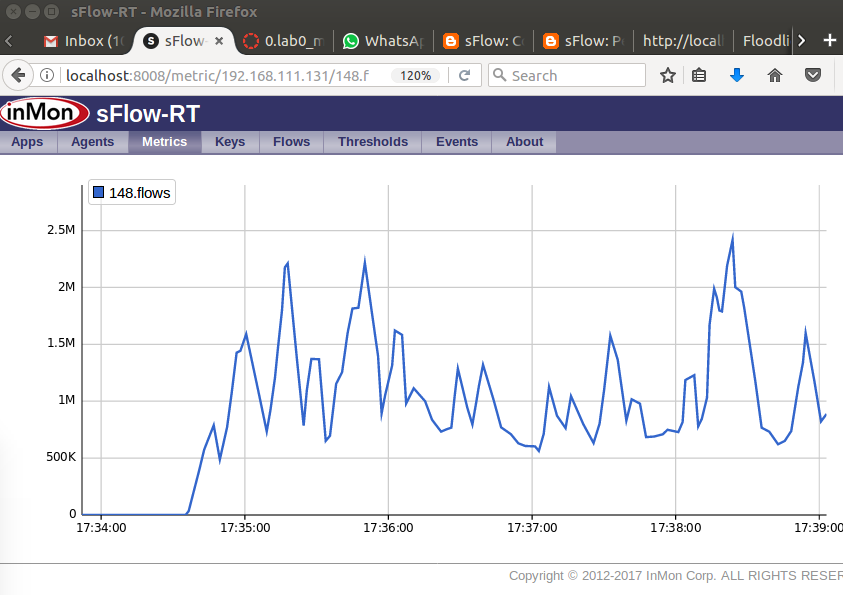 sFlow-RT - Mozilla Firefox
Inbox (1 sFlow- 0.lab0_m WhatsAp sFlow: C sFlow: P http://local Floodli
localhost:8008/metric/192.168.111.131/148.f 120% Search
inMon sFlow-RT
Apps Agents Metrics Keys Flows Thresholds Events About
148.flows
2.5M
2M
1.5M
1M
500K
0
17:34:00 17:35:00 17:36:00 17:37:00 17:38:00 17:39:00
Copyright © 2012-2017 InMon Corp. ALL RIGHTS RESER